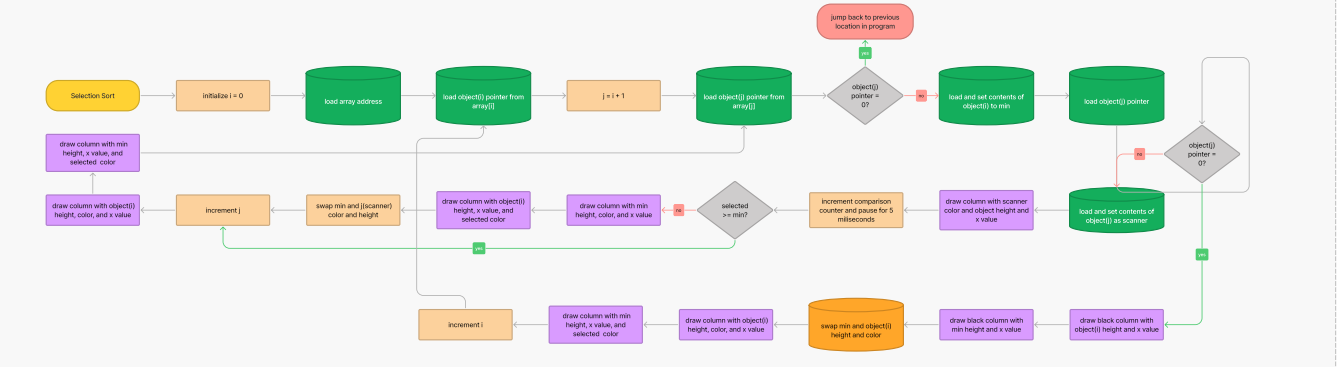 jump back to previous
location in program
yes
Selection Sort
initialize i = 0
load array address
load object(i) pointer from
array[i]
j = i + 1
load object(j) pointer from
array[j]
object(j)
pointer =
0?
no
load and set contents of
object(i) to min
load object(j) pointer
object(j)
pointer =
0?
no
draw column with min
height, x value, and
selected color
draw column with object(i)
height, color, and x value
increment j
swap min and j(scanner)
color and height
draw column with object(i)
height, x value, and
selected color
draw column with min
height, color, and x value
no
selected
>= min?
increment comparison
counter and pause for 5
miliseconds
draw column with scanner
color and object height and
x value
load and set contents of
object(j) as scanner
yes
yes
increment i
draw column with min
height, x value, and
selected color
draw column with object(i)
height, color, and x value
swap min and object(i)
height and color
draw black column with
min height and x value
draw black column with
object(i) height and x value